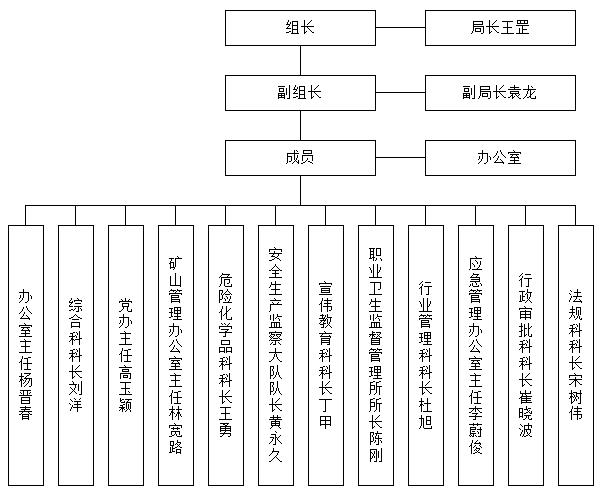 组长
局长王罡
副组长
副局长袁龙
成员
办公室
办公室主任杨晋春
综合科科长刘洋
党办主任高玉颖
矿山管理办公室主任林宽路
危险化学品科科长王勇
安全生产监察大队队长黄永久
宣伟教育科科长丁甲
职业卫生监督管理所所长陈刚
行业管理科科长杜旭
应急管理办公室主任李蔚俊
行政审批科科长崔晓波
法规科科长宋树伟